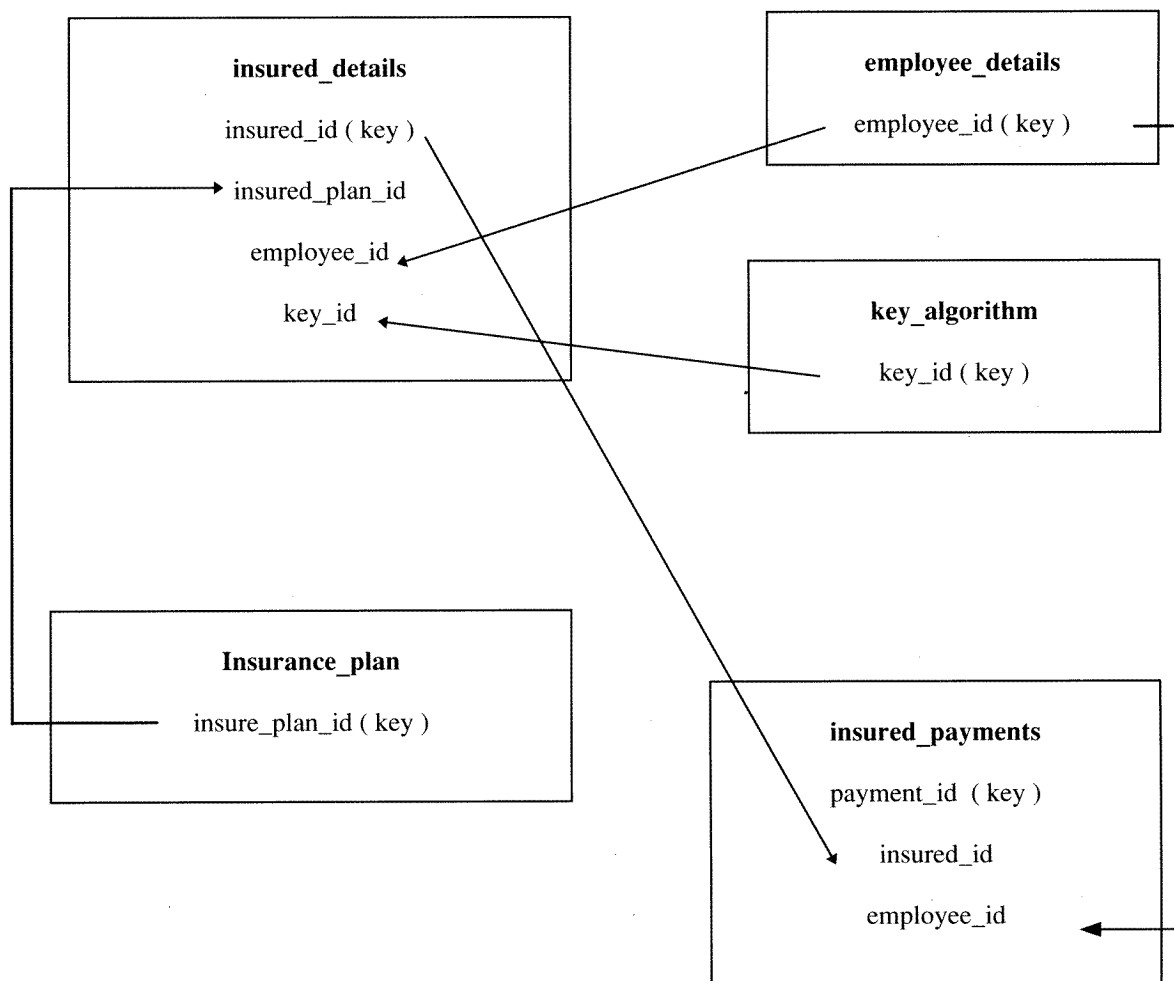 insured_details
insured_id ( key )
insured_plan_id
employee_id
key_id
employee_details
employee_id ( key )
key_algorithm
key_id ( key )
Insurance_plan
insure_plan_id ( key )
insured_payments
payment_id ( key )
insured_id
employee_id